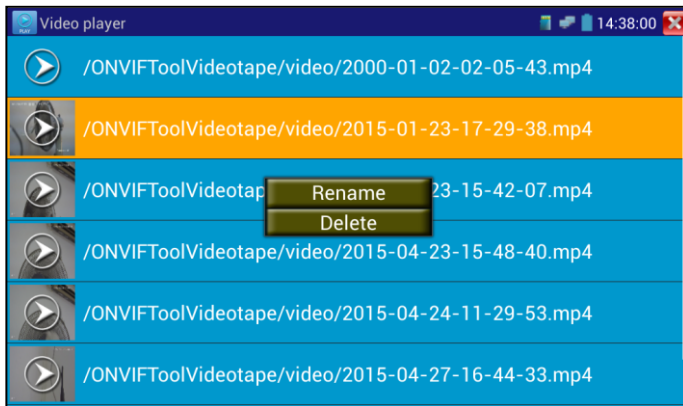 Video player
14:38:00
PLAY
/ONVIFToolVideotape/video/2000-01-02-02-05-43.mp4
/ONVIFToolVideotape/video/2015-01-23-17-29-38.mp4
/ONVIFToolVideotap
23-15-42-07.mp4
Rename
Delete
/ONVIFToolVideotape/video/2015-04-23-15-48-40.mp4
/ONVIFToolVideotape/video/2015-04-24-11-29-53.mp4
/ONVIFToolVideotape/video/2015-04-27-16-44-33.mp4